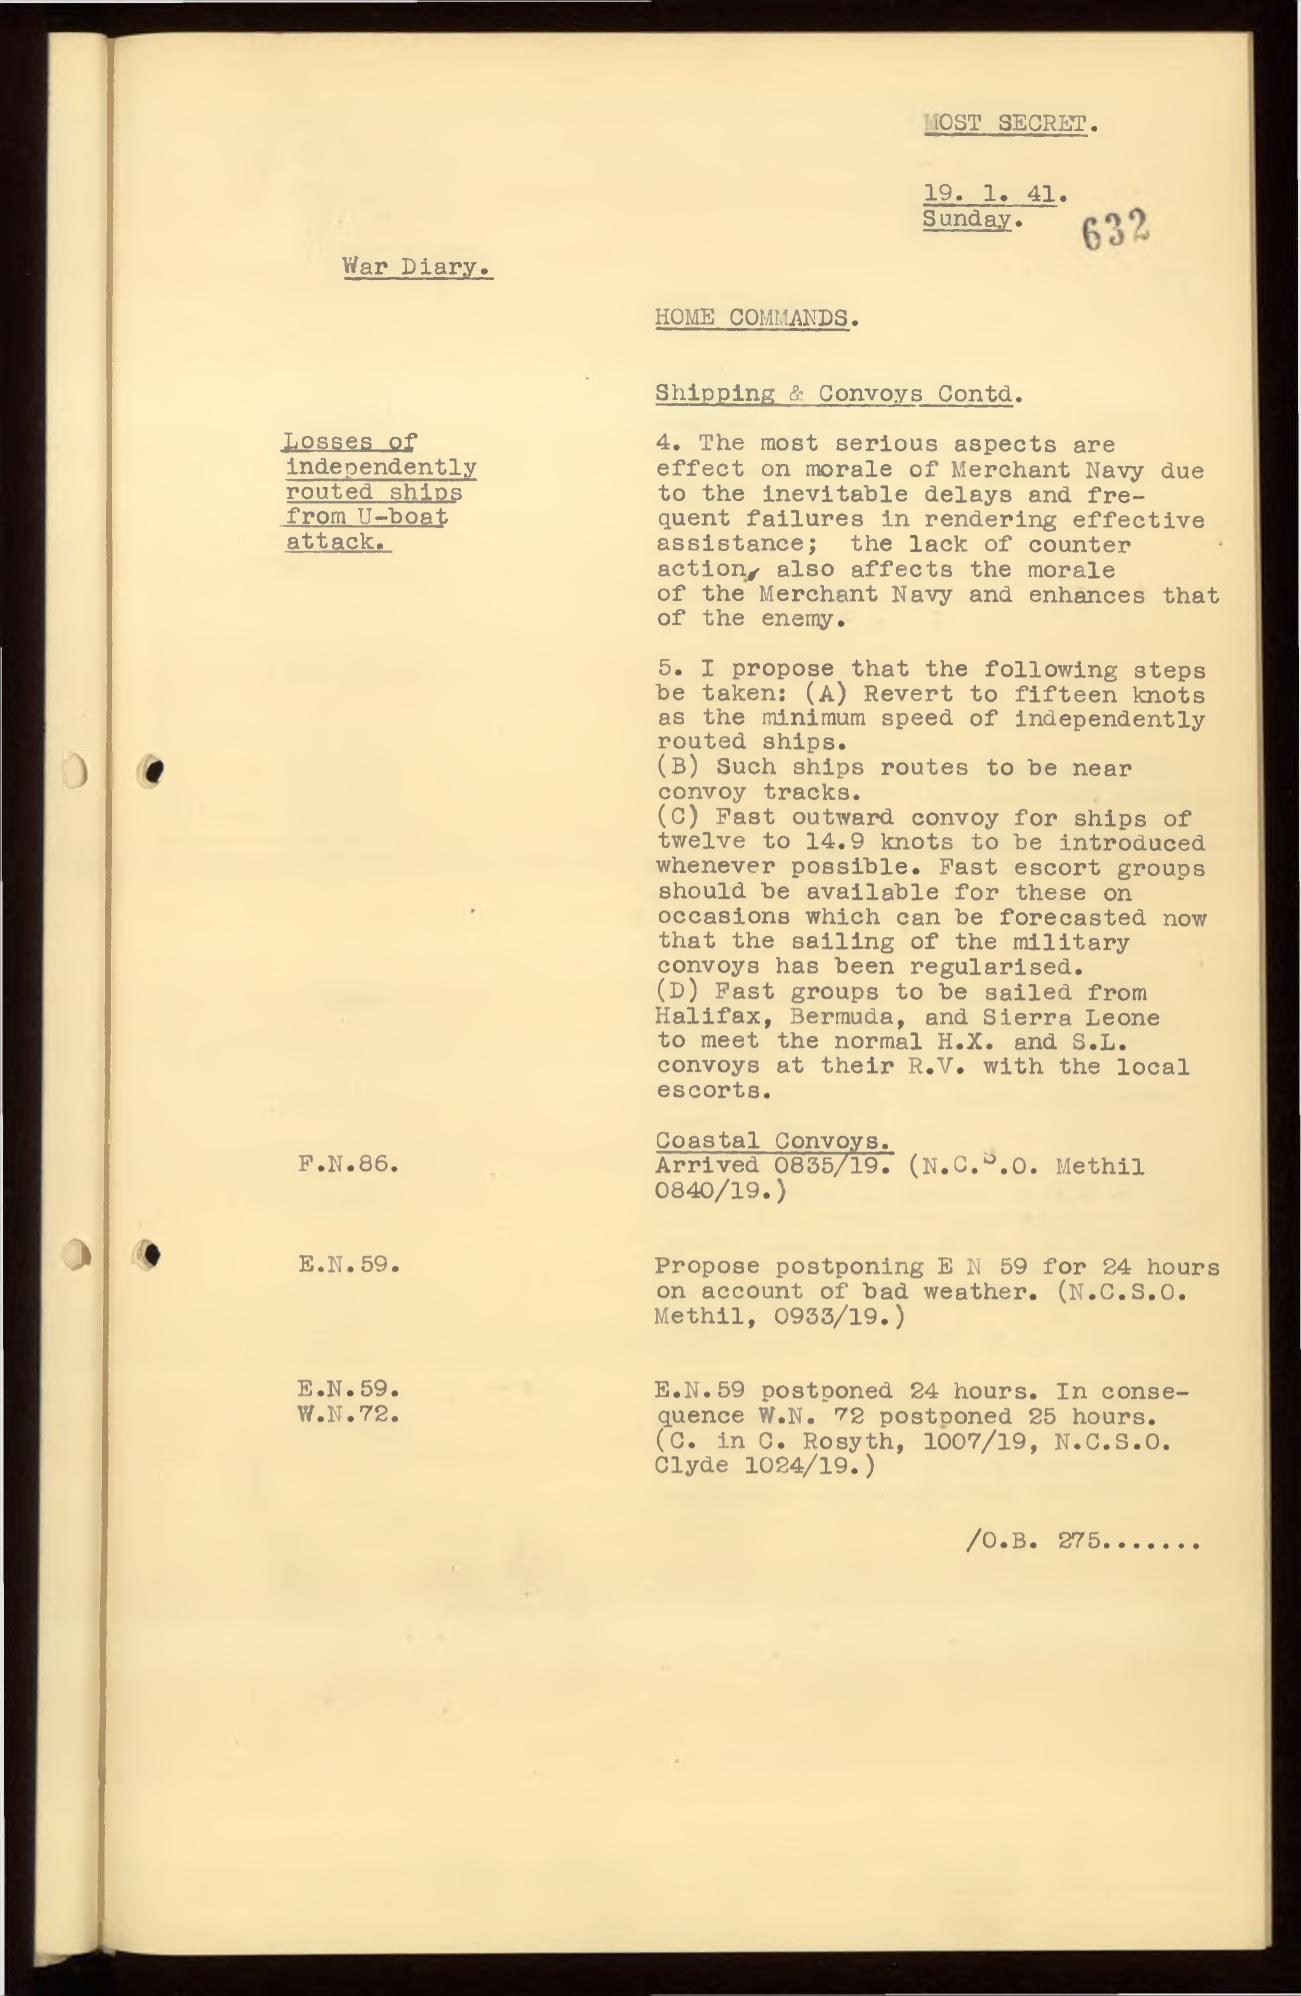 MOST SECRET.
19. 1. 41.
Sunday.
632
War Diary.
HOME COMMANDS.
Shipping & Convoys Contd.
Losses of
independently
routed ships
from U-boat
attack.
4. The most serious aspects are
effect on morale of Merchant Navy due
to the inevitable delays and fre-
quent failures in rendering effective
assistance; the lack of counter
action, also affects the morale
of the Merchant Navy and enhances that
of the enemy.
5. I propose that the following steps
be taken: (A) Revert to fifteen knots
as the minimum speed of independently
routed ships.
(B) Such ships routes to be near
convoy tracks.
(C) Fast outward convoy for ships of
twelve to 14.9 knots to be introduced
whenever possible. Fast escort groups
should be available for these on
occasions which can be forecasted now
that the sailing of the military
convoys has been regularised.
(D) Fast groups to be sailed from
Halifax, Bermuda, and Sierra Leone
to meet the normal H.X. and S.L.
convoys at their R.V. with the local
escorts.
Coastal Convoys.
F.N.86.
Arrived 0835/19. (N.C.S.O. Methil
0840/19.)
E.N.59.
Propose postponing E N 59 for 24 hours
on account of bad weather. (N.C.S.O.
Methil, 0933/19.)
E.N.59.
W.N.72.
E.N.59 postponed 24 hours. In conse-
quence W.N. 72 postponed 25 hours.
(C. in C. Rosyth, 1007/19, N.C.S.O.
Clyde 1024/19.)
/O.B. 275.......